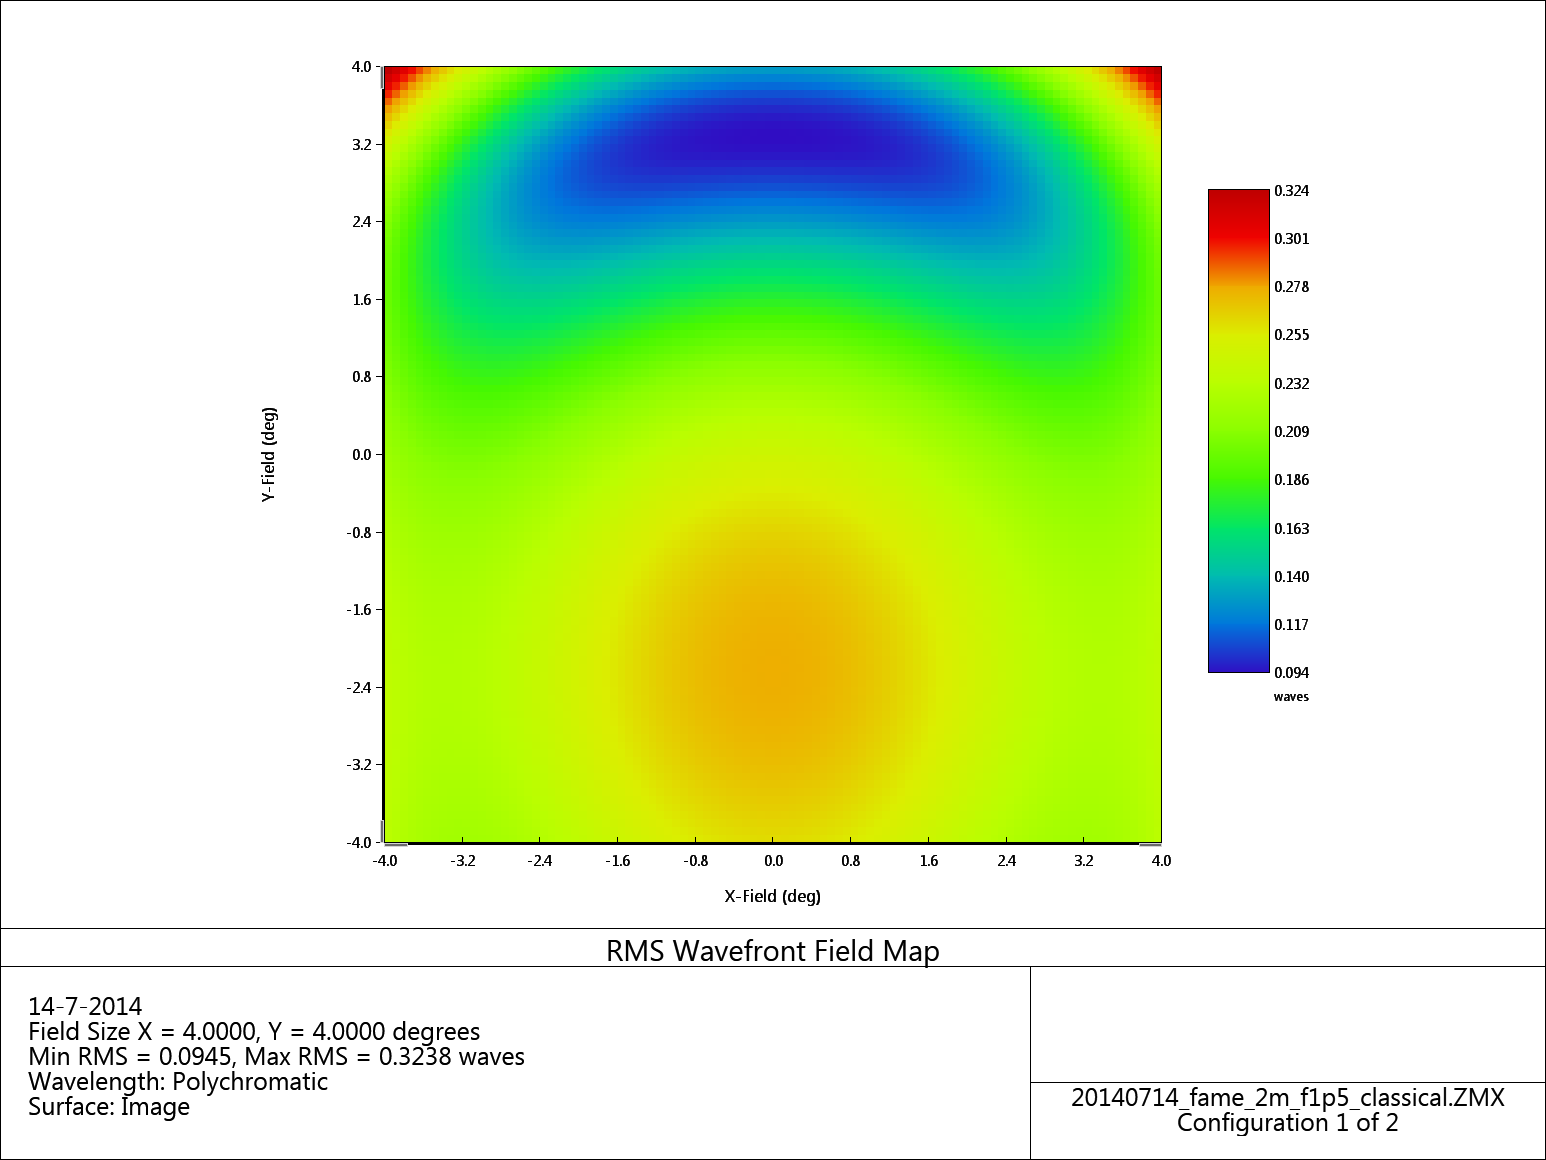 4.0
3.2
2.4
1.6
0.8
0.0
-0.8
-1.6
-2.4
-3.2
-4.0
Y-Field (deg)
-4.0 -3.2 -2.4 -1.6 -0.8 0.0 0.8 1.6 2.4 3.2 4.0
X-Field (deg)
0.324
0.301
0.278
0.255
0.232
0.209
0.186
0.163
0.140
0.117
0.094
waves
RMS Wavefront Field Map
14-7-2014
Field Size X = 4.0000, Y = 4.0000 degrees
Min RMS = 0.0945, Max RMS = 0.3238 waves
Wavelength: Polychromatic
Surface: Image
20140714_fame_2m_f1p5_classical.ZMX
Configuration 1 of 2